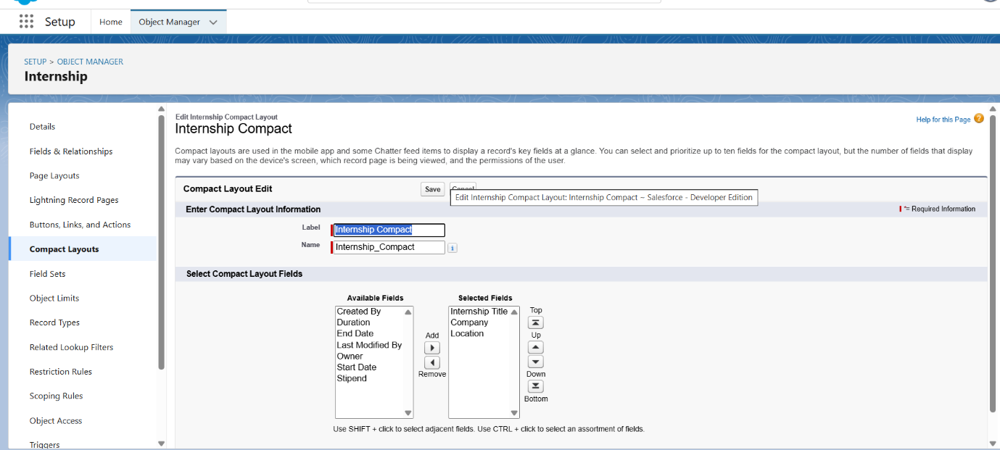 Setup
Home
Object Manager
SETUP > OBJECT MANAGER
Internship
Details
Fields & Relationships
Page Layouts
Lightning Record Pages
Buttons, Links, and Actions
Compact Layouts
Field Sets
Object Limits
Record Types
Related Lookup Filters
Restriction Rules
Scoping Rules
Object Access
Triggers
Edit Internship Compact Layout
Internship Compact
Help for this Page
Compact layouts are used in the mobile app and some Chatter feed items to display a record's key fields at a glance. You can select and prioritize up to ten fields for the compact layout, but the number of fields that display
may vary based on the device's screen, which record page is being viewed, and the permissions of the user.
Compact Layout Edit
Save
Cancel
Edit Internship Compact Layout: Internship Compact ~ Salesforce - Developer Edition
Enter Compact Layout Information
*= Required Information
Label
Internship Compact
Name
Internship_Compact
Select Compact Layout Fields
Available Fields
Created By
Duration
End Date
Last Modified By
Owner
Start Date
Stipend
Add
Remove
Selected Fields
Internship Title
Company
Location
Top
Up
Down
Bottom
Use SHIFT + click to select adjacent fields. Use CTRL + click to select an assortment of fields.